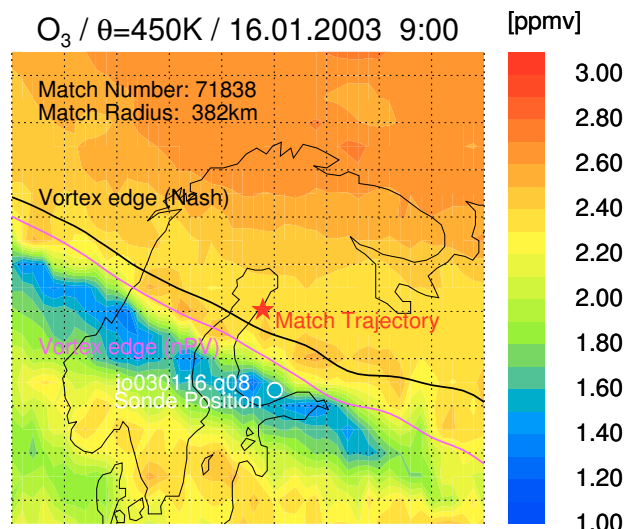 O₃ / θ=450K / 16.01.2003 9:00
[ppmv]
Match Number: 71838
Match Radius: 382km
Vortex edge (Nash)
Match Trajectory
Vortex edge (nPV)
jo030116.q08
Sonde Position
3.00
2.80
2.60
2.40
2.20
2.00
1.80
1.60
1.40
1.20
1.00